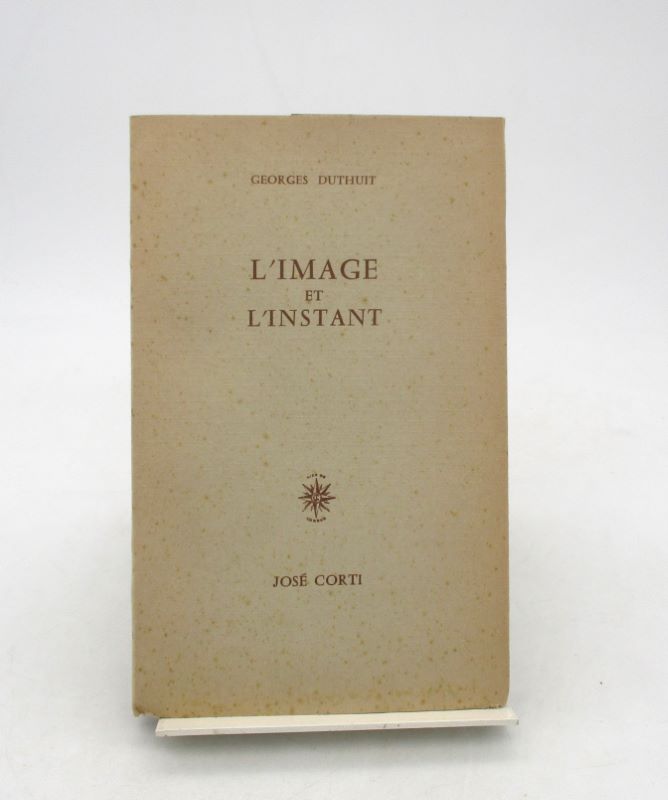 GEORGES DUTHUIT
L'IMAGE
ET
L'INSTANT
JOSÉ CORTI